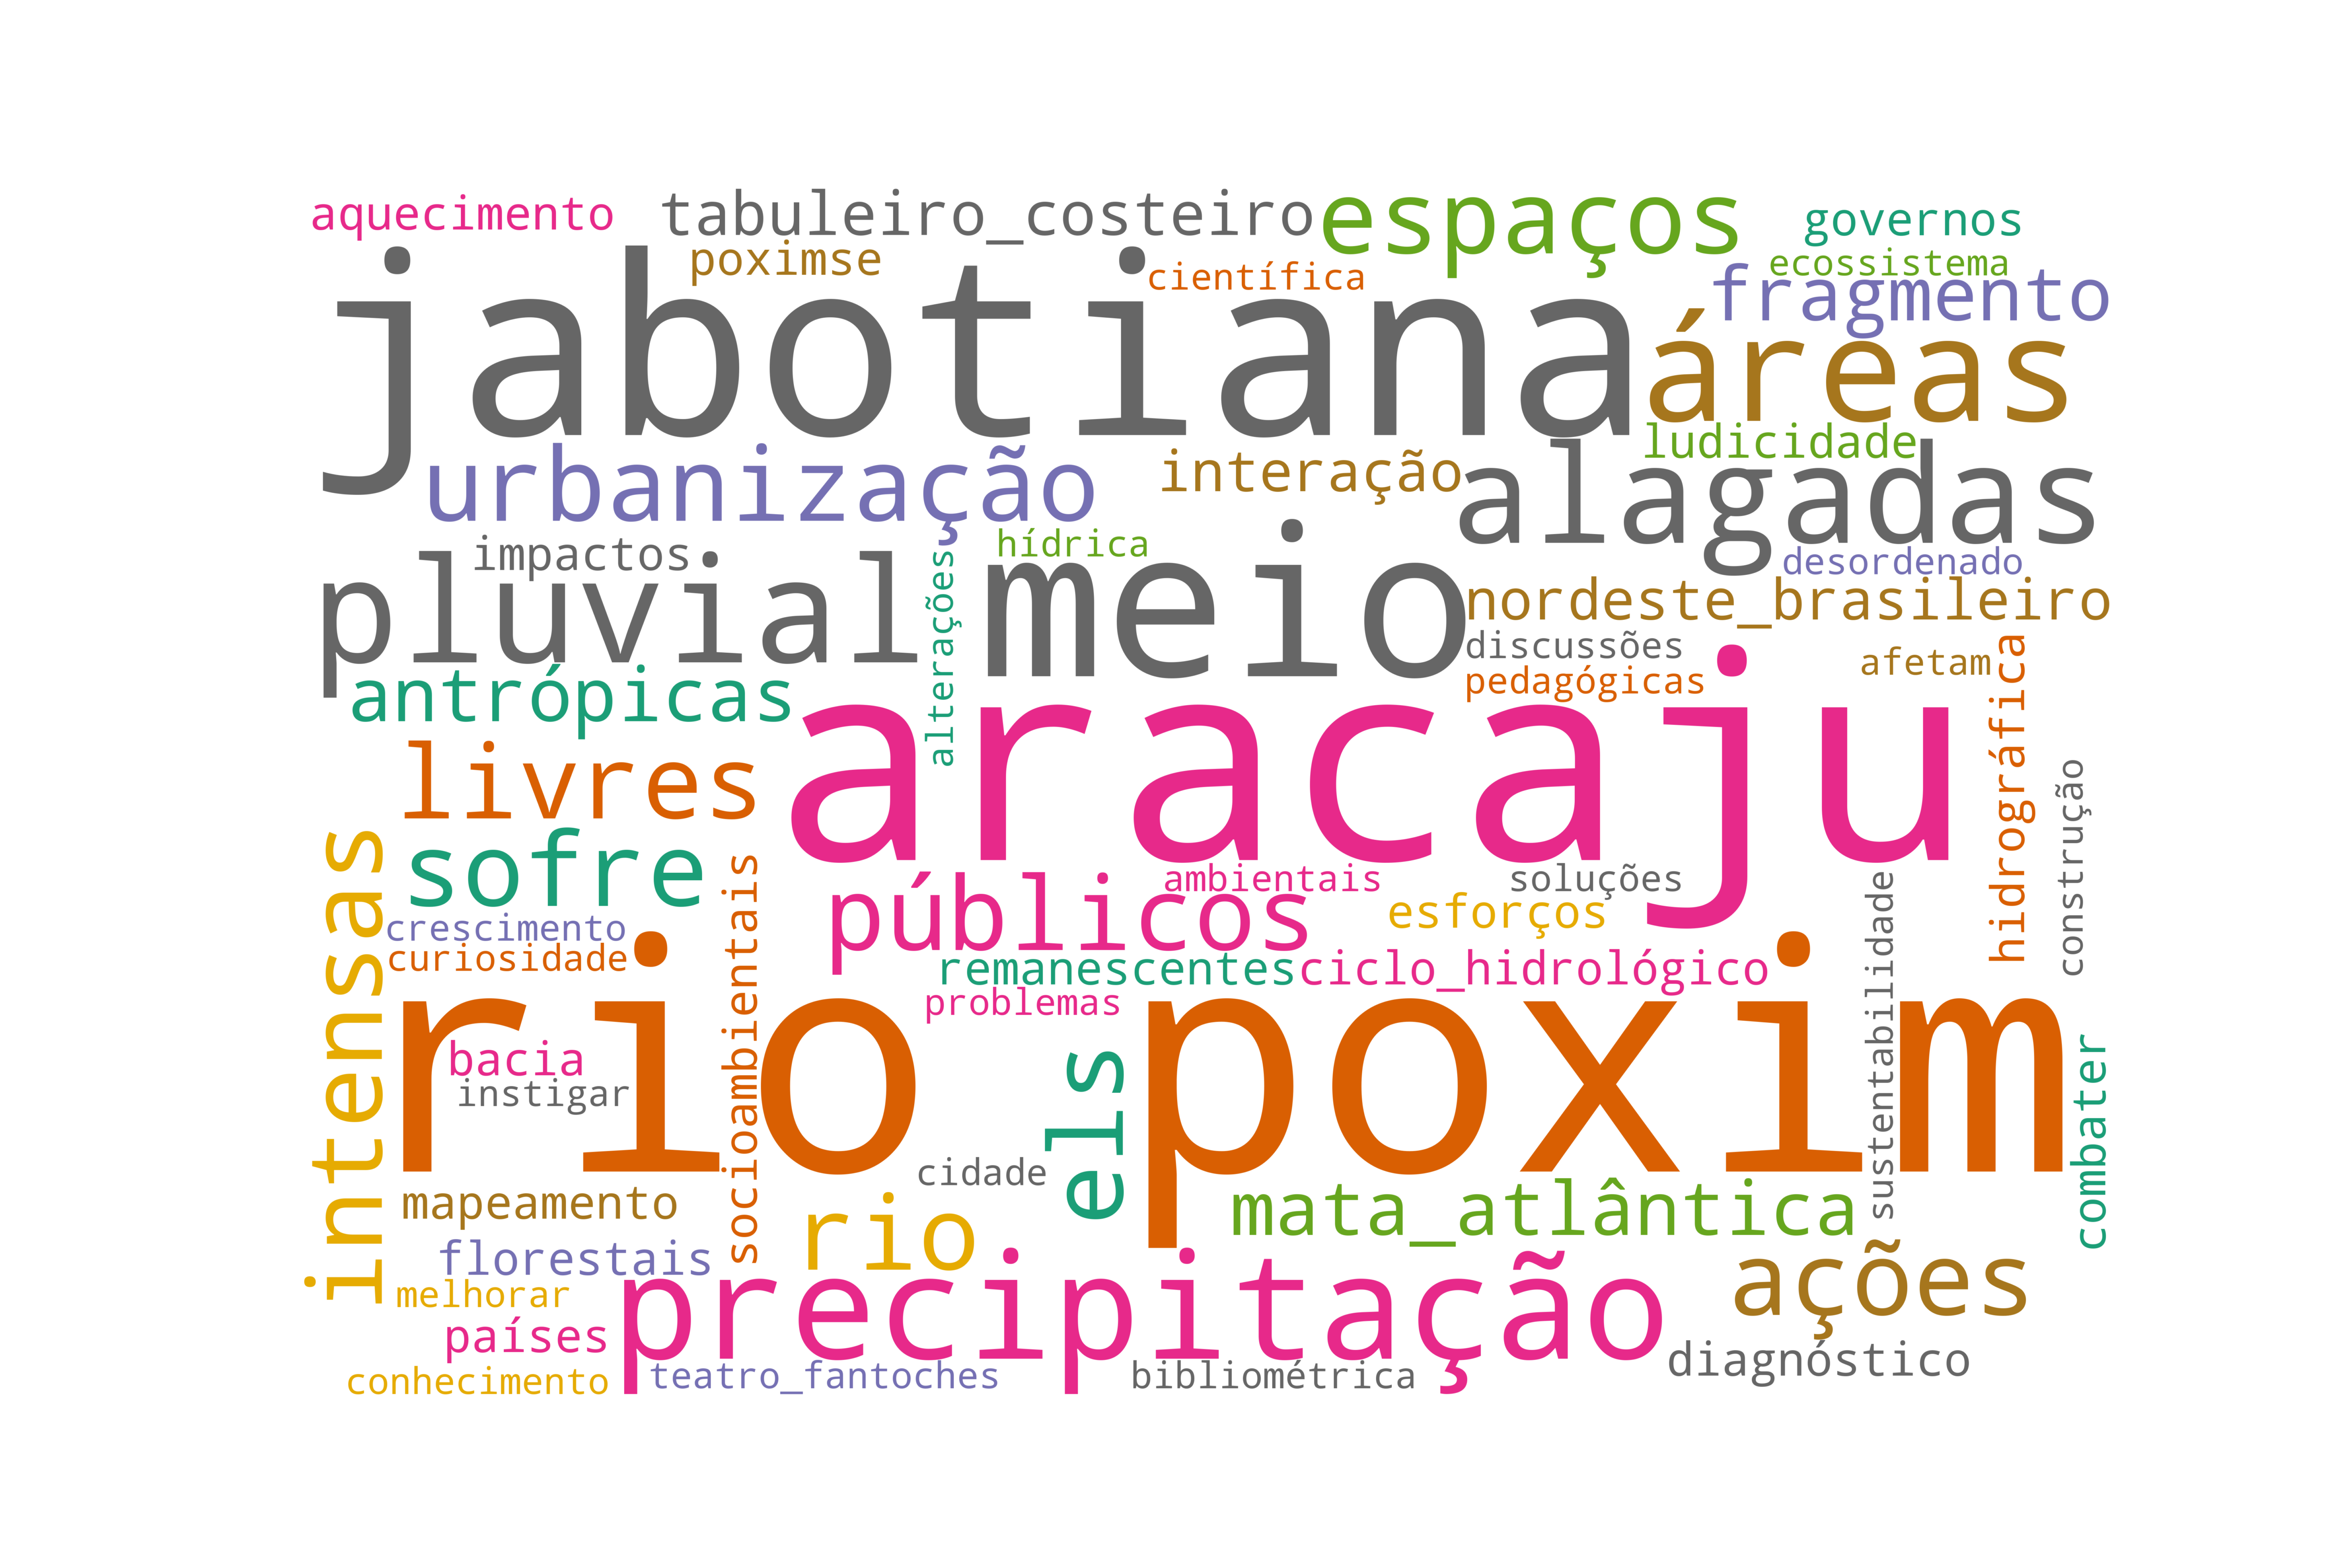 aquecimento
tabuleiro_costeiro
espaços
governos
poximse
científica
ecossistema
fragmento
jabotiana
áreas
ludicidade
urbanização
interação
alagadas
impactos
hídrica
desordenado
pluvial
alterações
meio
nordeste_brasileiro
discussões
pedagógicas
afetam
antrópicas
aracaju
hidrográfica
construção
livres
sofre
intensas
socioambientais
públicos
ambientais
soluções
esforços
sustentabilidade
crescimento
curiosidade
remanescentes
ciclo_hidrológico
problemas
rio poxim
bacia
instigar
els
combater
cidade
mapeamento
rio
mata_atlântica
florestais
melhorar
precipitação
ações
países
diagnóstico
conhecimento
teatro_fantoches
bibliométrica